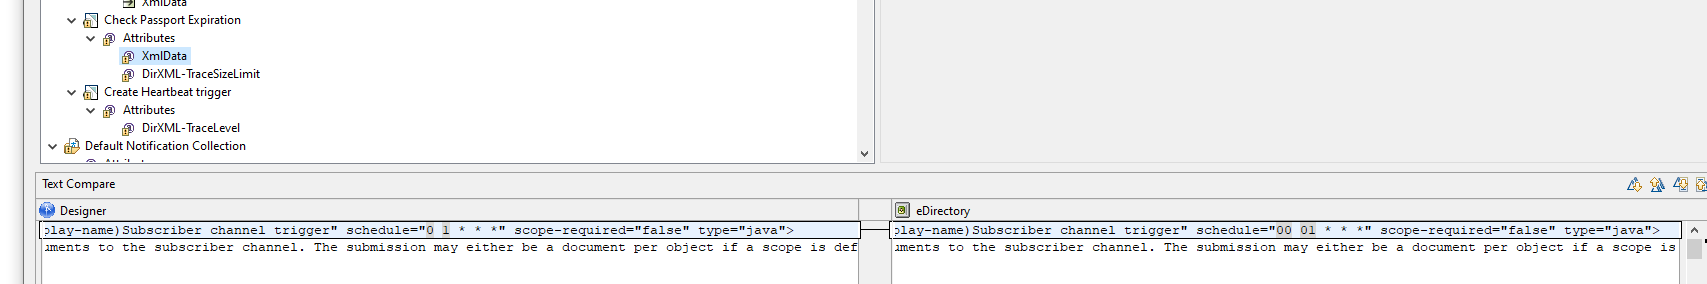 XmlData
Check Passport Expiration
Attributes
XmlData
DirXML-TraceSizeLimit
Create Heartbeat trigger
Attributes
DirXML-TraceLevel
Default Notification Collection
Text Compare
Designer
eDirectory
play-name)Subscriber channel trigger" schedule="0 1 * * *" scope-required="false" type="java">
play-name)Subscriber channel trigger" schedule="00 01 * * *" scope-required="false" type="java">
uments to the subscriber channel. The submission may either be a document per object if a scope is def
uments to the subscriber channel. The submission may either be a document per object if a scope is